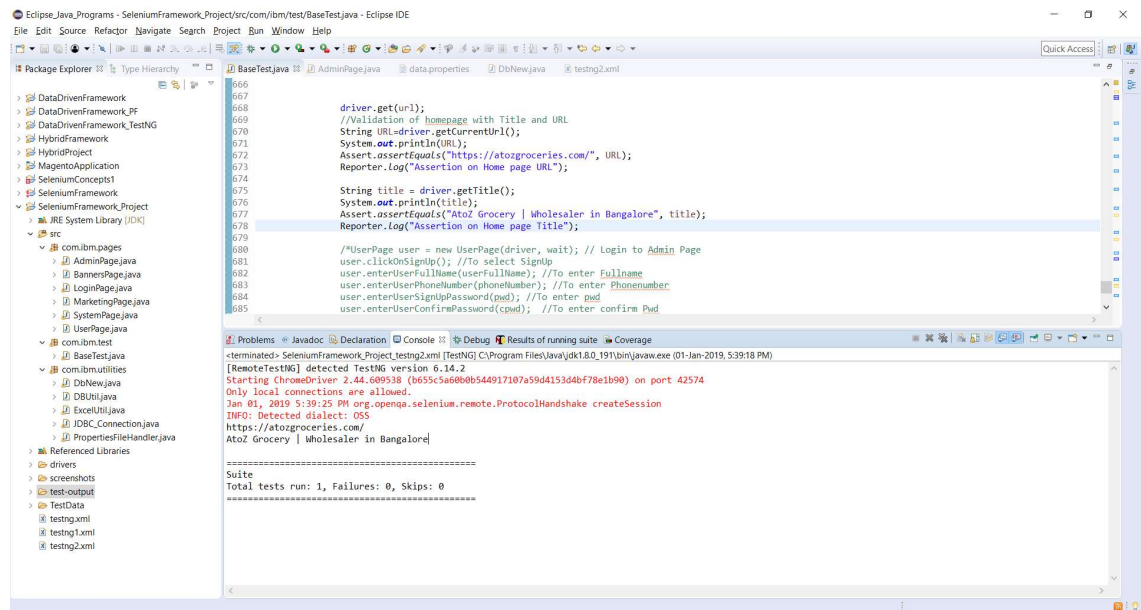 Eclipse_Java_Programs - SeleniumFramework_Project/src/com/ibm/test/BaseTest.java - Eclipse IDE
File Edit Source Refactor Navigate Search Project Run Window Help
Quick Access
Package Explorer Type Hierarchy
DataDrivenFramework
DataDrivenFramework_PF
DataDrivenFramework_TestNG
HybridFramework
HybridProject
MagentoApplication
SeleniumConcepts1
SeleniumFramework
SeleniumFramework_Project
JRE System Library [JDK]
src
com.ibm.pages
AdminPage.java
BannersPage.java
LoginPage.java
MarketingPage.java
SystemPage.java
UserPage.java
com.ibm.test
BaseTest.java
com.ibm.utilities
DbNew.java
DBUtil.java
ExcelUtil.java
JDBC_Connection.java
PropertiesFileHandler.java
Referenced Libraries
drivers
screenshots
test-output
TestData
testng.xml
testng1.xml
testng2.xml
BaseTest.java AdminPage.java data.properties DbNew.java testng2.xml
666
667
668 driver.get(url);
669 //Validation of homepage with Title and URL
670 String URL=driver.getCurrentUrl();
671 System.out.println(URL);
672 Assert.assertEquals("https://atozgroceries.com/", URL);
673 Reporter.log("Assertion on Home page URL");
674
675 String title = driver.getTitle();
676 System.out.println(title);
677 Assert.assertEquals("AtoZ Grocery | Wholesaler in Bangalore", title);
678 Reporter.log("Assertion on Home page Title");
679
680 /*UserPage user = new UserPage(driver, wait); // Login to Admin Page
681 user.clickOnSignUp(); //To select SignUp
682 user.enterUserFullName(userFullName); //To enter Fullname
683 user.enterUserPhoneNumber(phoneNumber); //To enter Phonenumber
684 user.enterUserSignUpPassword(pwd); //To enter pwd
685 user.enterUserConfirmPassword(cpwd); //To enter confirm Pwd
Problems Javadoc Declaration Console Debug Results of running suite Coverage
<terminated> SeleniumFramework_Project_testng2.xml [TestNG] C:\Program Files\Java\jdk1.8.0_191\bin\javaw.exe (01-Jan-2019, 5:39:18 PM)
[RemoteTestNG] detected TestNG version 6.14.2
Starting ChromeDriver 2.44.609538 (b655c5a60b0b544917107a59d4153d4bf78e1b90) on port 42574
Only local connections are allowed.
Jan 01, 2019 5:39:25 PM org.openqa.selenium.remote.ProtocolHandshake createSession
INFO: Detected dialect: OSS
https://atozgroceries.com/
AtoZ Grocery | Wholesaler in Bangalore
===============================================
Suite
Total tests run: 1, Failures: 0, Skips: 0
===============================================